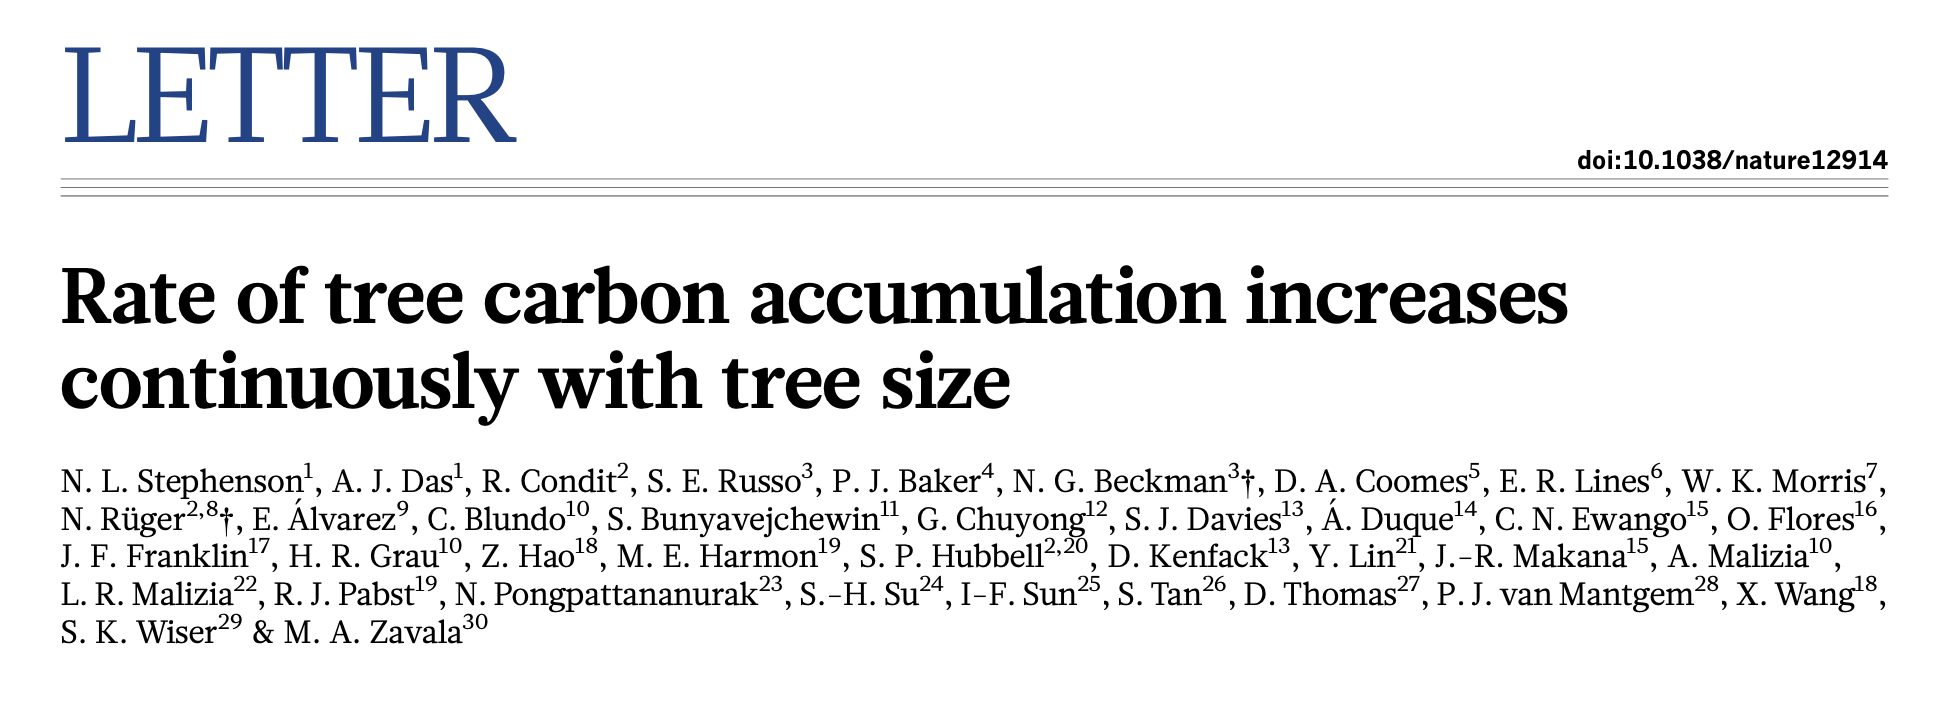 LETTER
doi:10.1038/nature12914
Rate of tree carbon accumulation increases
continuously with tree size
N. L. Stephenson1, A. J. Das1, R. Condit2, S. E. Russo3, P. J. Baker4, N. G. Beckman3†, D. A. Coomes5, E. R. Lines6, W. K. Morris7,
N. Rüger2,8†, E. Álvarez9, C. Blundo10, S. Bunyavejchewin11, G. Chuyong12, S. J. Davies13, Á. Duque14, C. N. Ewango15, O. Flores16,
J. F. Franklin17, H. R. Grau10, Z. Hao18, M. E. Harmon19, S. P. Hubbell2,20, D. Kenfack13, Y. Lin21, J.-R. Makana15, A. Malizia10,
L. R. Malizia22, R. J. Pabst19, N. Pongpattananurak23, S.-H. Su24, I-F. Sun25, S. Tan26, D. Thomas27, P. J. van Mantgem28, X. Wang18,
S. K. Wiser29 & M. A. Zavala30